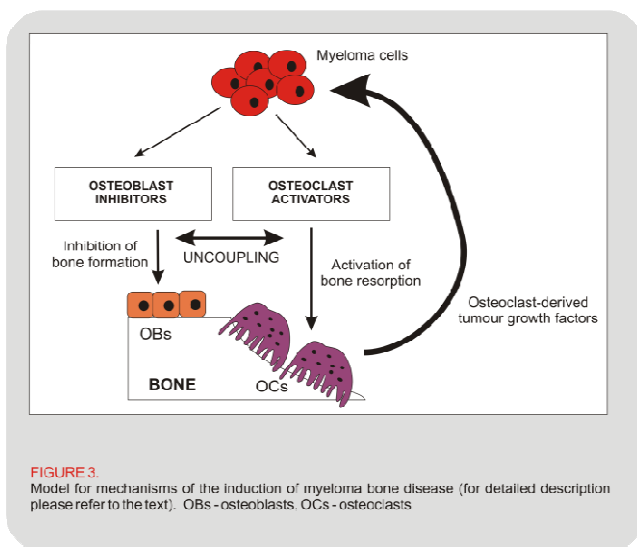 Myeloma cells
OSTEOBLAST
INHIBITORS
OSTEOCLAST
ACTIVATORS
Inhibition of
bone formation
UNCOUPLING
Activation of
bone resorption
Osteoclast-derived
tumour growth factors
OBs
BONE
OCs
FIGURE 3.
Model for mechanisms of the induction of myeloma bone disease (for detailed description
please refer to the text). OBs - osteoblasts, OCs - osteoclasts